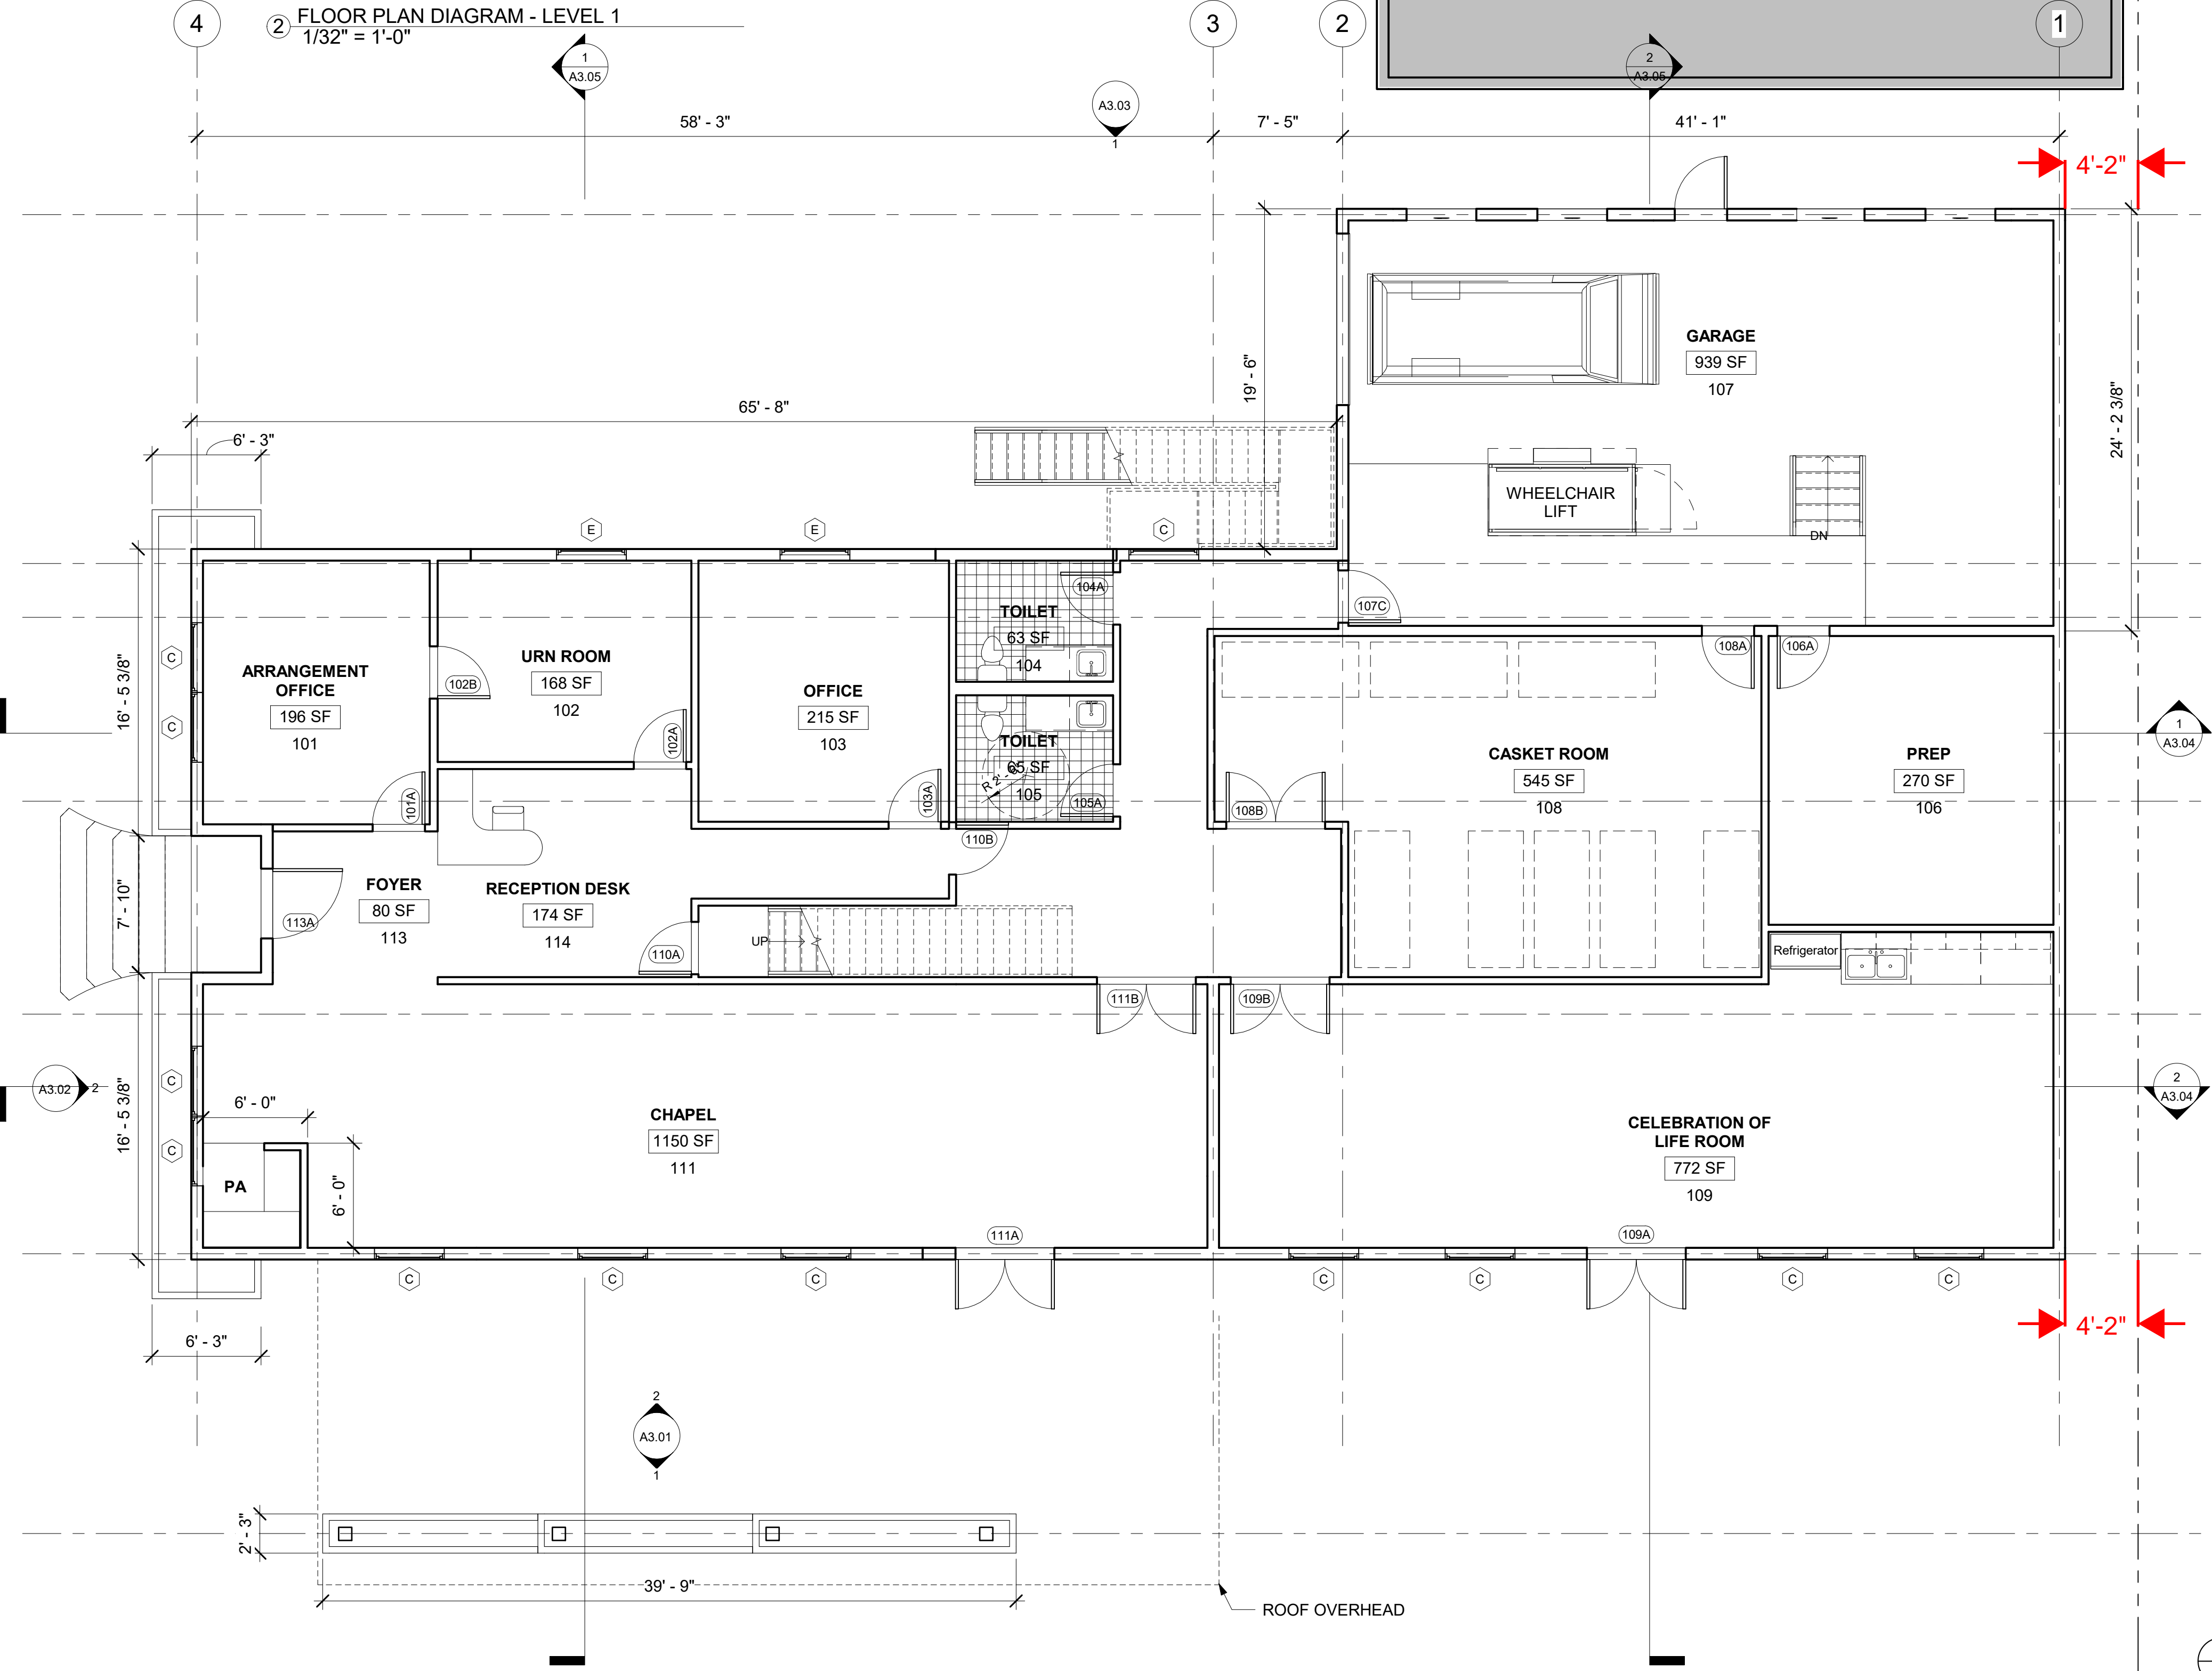 4
2
FLOOR PLAN DIAGRAM - LEVEL 1
1/32" = 1'-0"
3
2
1
1
A3.05
2
A3.05
A3.03
1
58' - 3"
7' - 5"
41' - 1"
4'-2"
19' - 6"
GARAGE
939 SF
107
24' - 2 3/8"
65' - 8"
6' - 3"
WHEELCHAIR
LIFT
DN
E
E
C
104A
107C
TOILET
63 SF
104
108A
106A
16' - 5 3/8"
C
C
ARRANGEMENT
OFFICE
196 SF
101
102B
URN ROOM
168 SF
102
102A
OFFICE
215 SF
103
TOILET
65 SF
105
R 2' - 6"
105A
101A
103A
110B
108B
CASKET ROOM
545 SF
108
PREP
270 SF
106
1
A3.04
7' - 10"
113A
FOYER
80 SF
113
RECEPTION DESK
174 SF
114
110A
UP
Refrigerator
111B
109B
A3.02
2
16' - 5 3/8"
C
C
6' - 0"
6' - 0"
PA
CHAPEL
1150 SF
111
CELEBRATION OF
LIFE ROOM
772 SF
109
2
A3.04
111A
109A
C
C
C
C
C
C
C
4'-2"
6' - 3"
2
A3.01
1
2' - 3"
39' - 9"
ROOF OVERHEAD